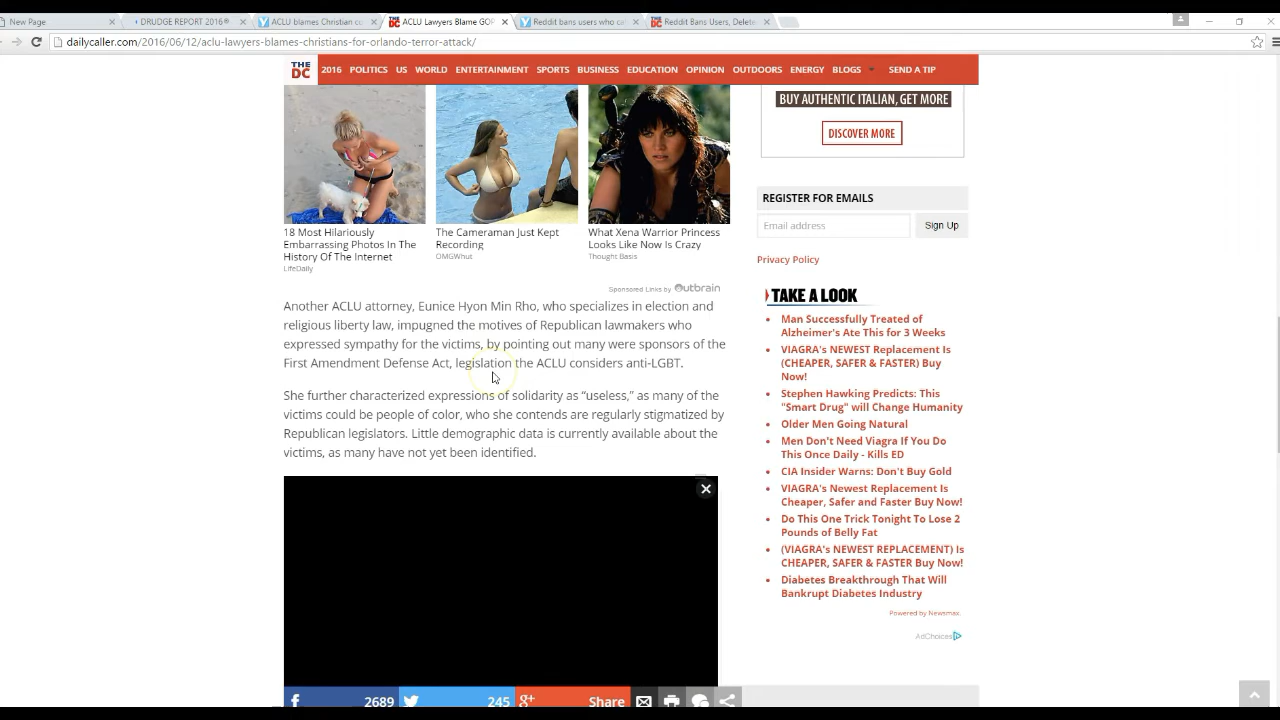 New Page
DRUDGE REPORT 2016®
ACLU blames Christian co
ACLU Lawyers Blame GOP
Reddit bans users who cal
Reddit Bans Users, Delete
dailycaller.com/2016/06/12/aclu-lawyers-blames-christians-for-orlando-terror-attack/
THE DC
2016 POLITICS US WORLD ENTERTAINMENT SPORTS BUSINESS EDUCATION OPINION OUTDOORS ENERGY BLOGS SEND A TIP
18 Most Hilariously
Embarrassing Photos In The
History Of The Internet
LifeDaily
The Cameraman Just Kept
Recording
OMGWhut
What Xena Warrior Princess
Looks Like Now Is Crazy
Thought Basis
Sponsored Links by Outbrain
Another ACLU attorney, Eunice Hyon Min Rho, who specializes in election and
religious liberty law, impugned the motives of Republican lawmakers who
expressed sympathy for the victims, by pointing out many were sponsors of the
First Amendment Defense Act, legislation the ACLU considers anti-LGBT.
She further characterized expressions of solidarity as “useless,” as many of the
victims could be people of color, who she contends are regularly stigmatized by
Republican legislators. Little demographic data is currently available about the
victims, as many have not yet been identified.
2689
245
Share
BUY AUTHENTIC ITALIAN, GET MORE
DISCOVER MORE
REGISTER FOR EMAILS
Email address
Sign Up
Privacy Policy
TAKE A LOOK
Man Successfully Treated of
Alzheimer's Ate This for 3 Weeks
VIAGRA's NEWEST Replacement Is
(CHEAPER, SAFER & FASTER) Buy
Now!
Stephen Hawking Predicts: This
"Smart Drug" will Change Humanity
Older Men Going Natural
Men Don't Need Viagra If You Do
This Once Daily - Kills ED
CIA Insider Warns: Don't Buy Gold
VIAGRA's Newest Replacement Is
Cheaper, Safer and Faster Buy Now!
Do This One Trick Tonight To Lose 2
Pounds of Belly Fat
(VIAGRA's NEWEST REPLACEMENT) Is
CHEAPER, SAFER & FASTER Buy Now!
Diabetes Breakthrough That Will
Bankrupt Diabetes Industry
Powered by Newsmax.
AdChoices